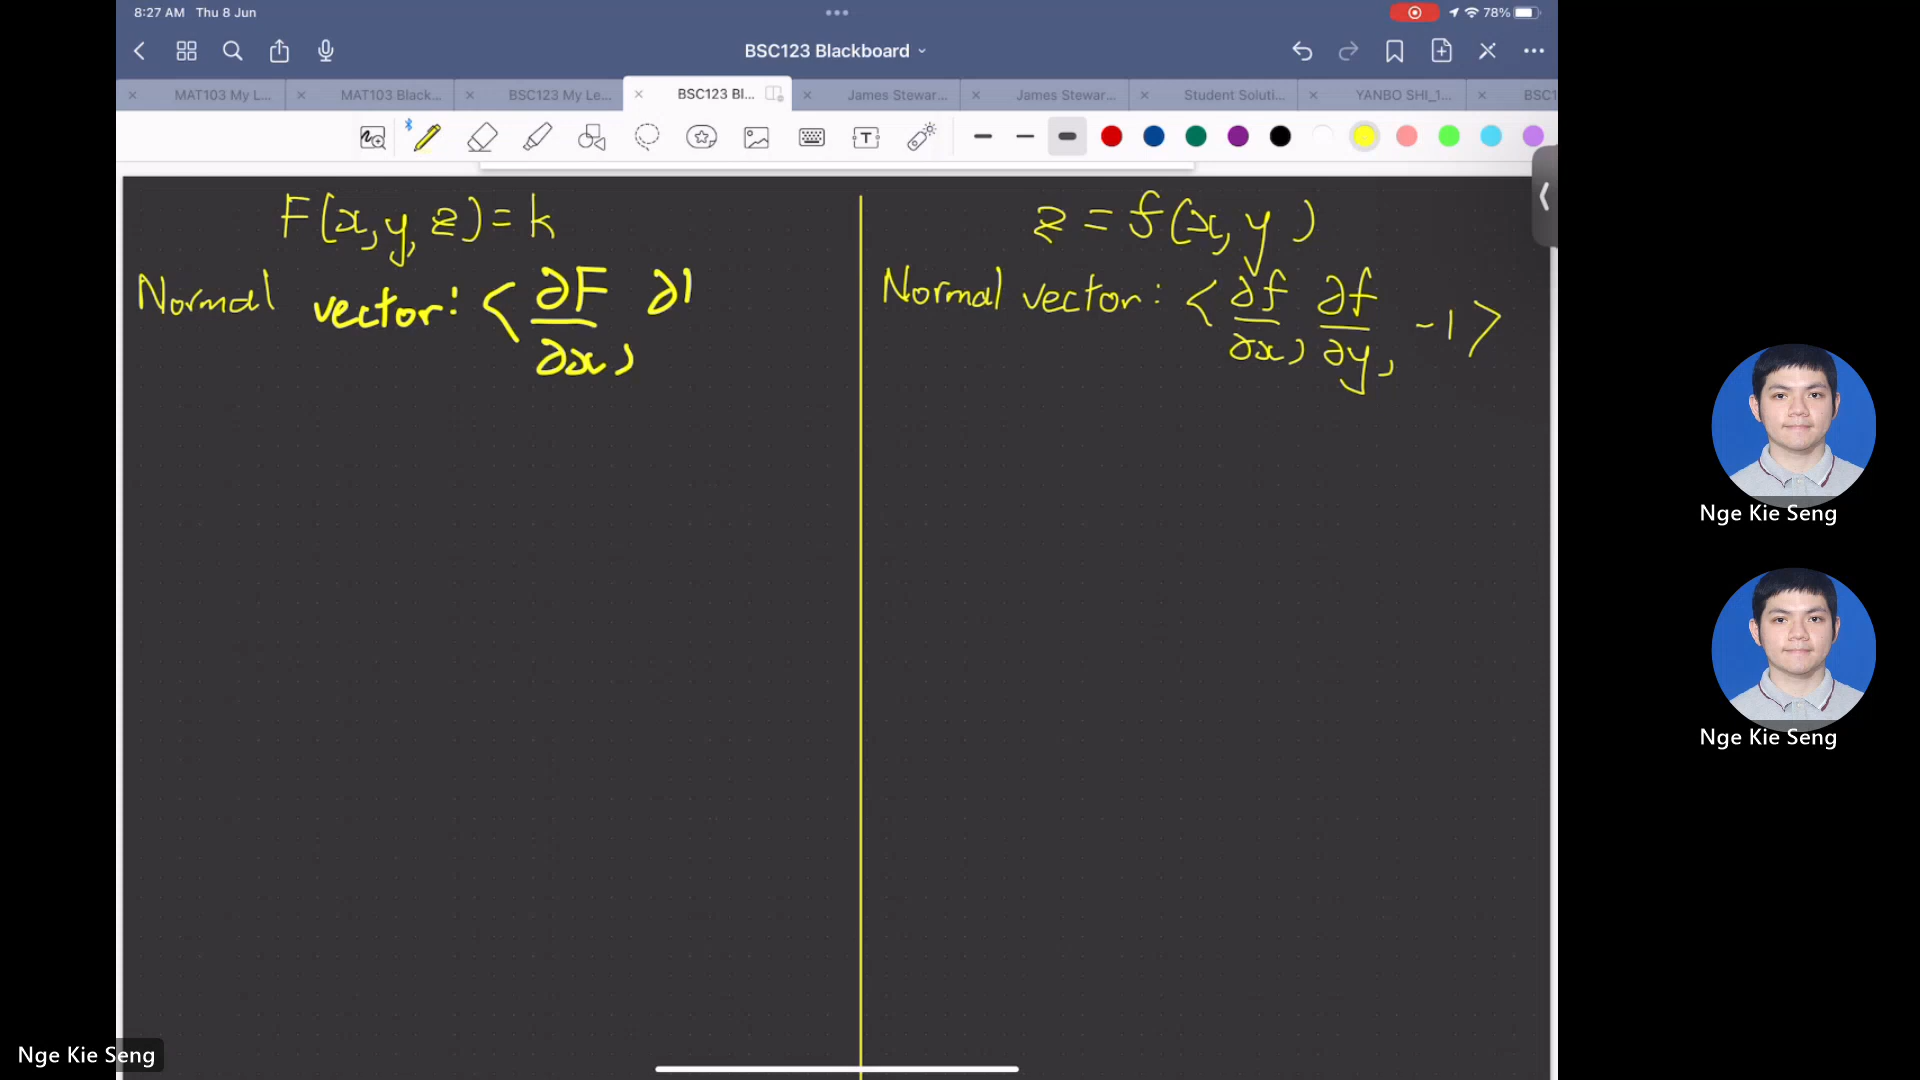 8:27 AM Thu 8 Jun
78%
BSC123 Blackboard
MAT103 My L...
MAT103 Black...
BSC123 My Le...
BSC123 Bl...
James Stewar...
James Stewar...
Student Soluti...
YANBO SHI_1...
BSC1
T
F(x, y, z) = k
Normal vector: < ∂F/∂x, ∂
z = f(x, y)
Normal vector: < ∂f/∂x, ∂f/∂y, -1 >
Nge Kie Seng
Nge Kie Seng
Nge Kie Seng